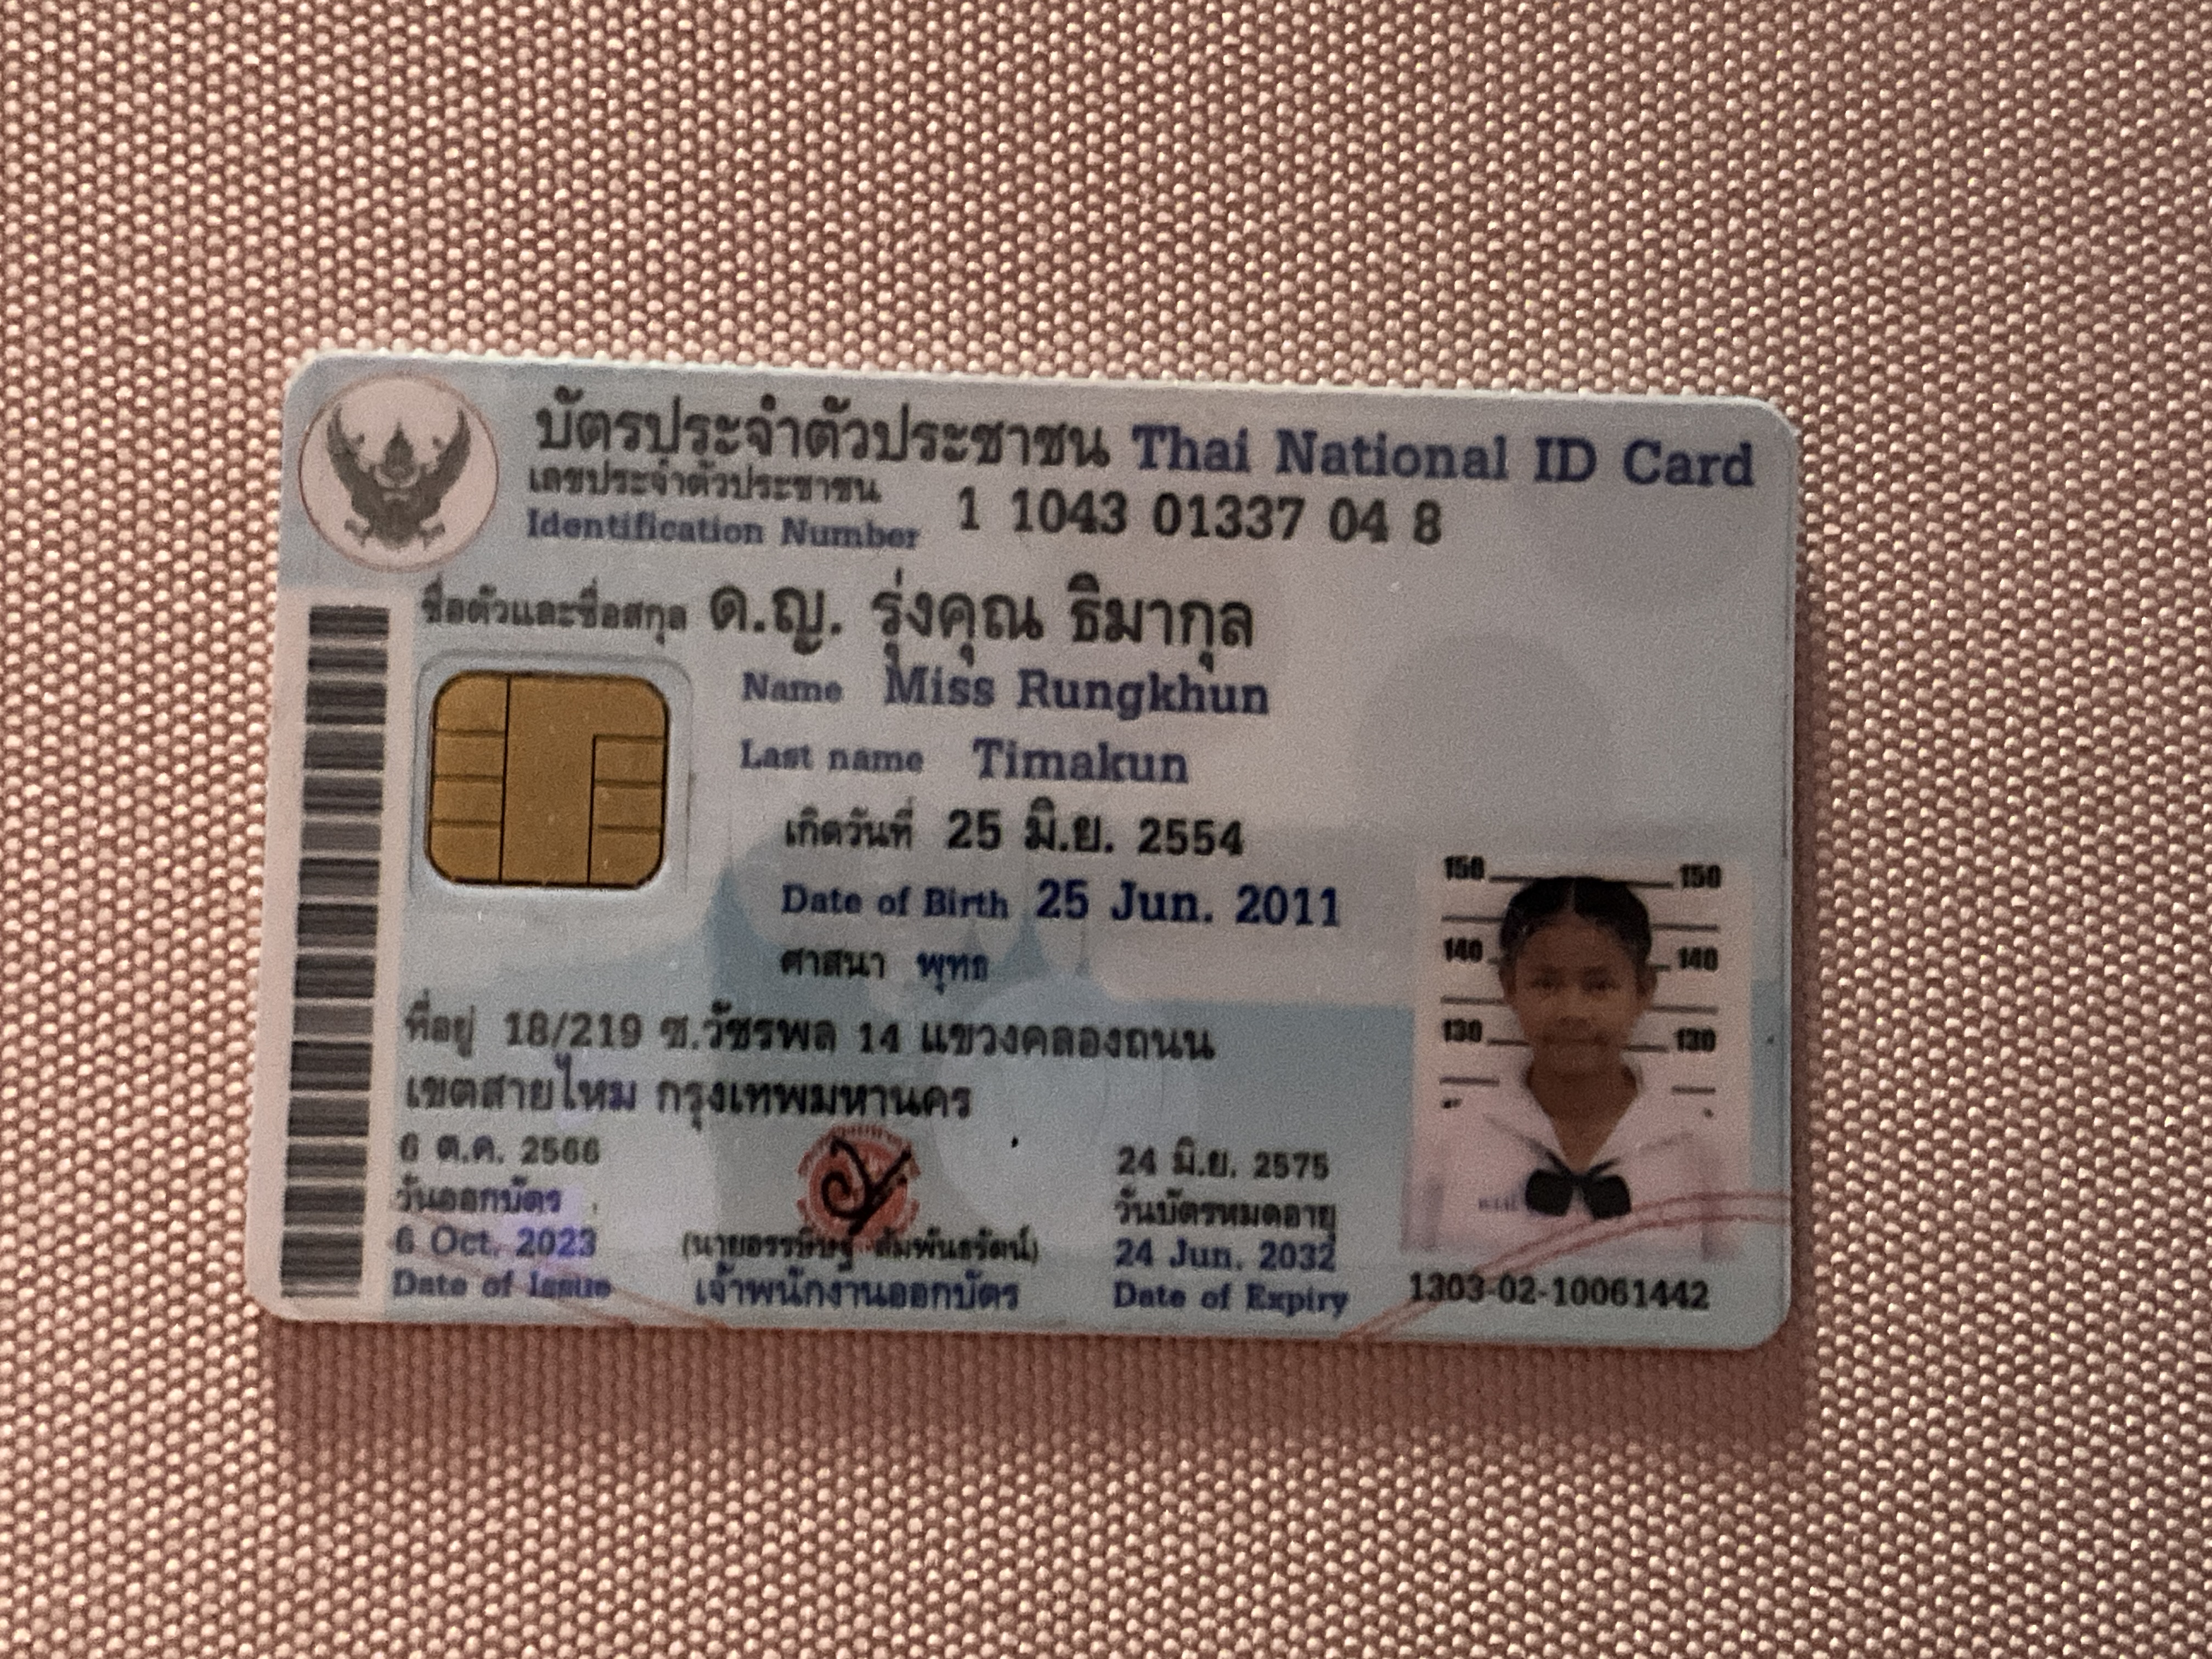 บัตรประจำตัวประชาชน Thai National ID Card
เลขประจำตัวประชาชน
Identification Number 1 1043 01337 04 8
ชื่อตัวและชื่อสกุล ด.ญ. รุ่งคุณ ธิมากุล
Name Miss Rungkhun
Last name Timakun
เกิดวันที่ 25 มิ.ย. 2554
Date of Birth 25 Jun. 2011
ศาสนา พุทธ
ที่อยู่ 18/219 ซ.วัชรพล 14 แขวงคลองถนน
เขตสายไหม กรุงเทพมหานคร
6 ต.ค. 2566
วันออกบัตร
6 Oct. 2023
Date of Issue
เจ้าพนักงานออกบัตร
24 มิ.ย. 2575
วันบัตรหมดอายุ
24 Jun. 2032
Date of Expiry
150 150
140 140
130 130
1303-02-10061442